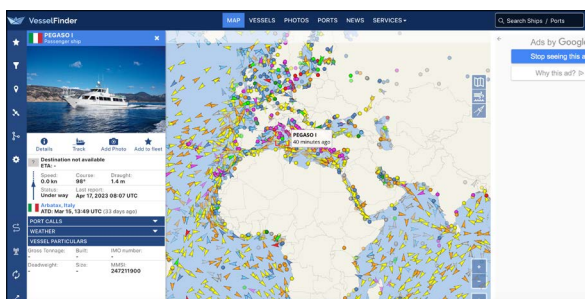 VesselFinder
MAP VESSELS PHOTOS PORTS NEWS SERVICES
Search Ships / Ports
PEGASO I
Passenger ship
Ads by Google
Stop seeing this a
Why this ad?
Details Track Add Photo Add to fleet
Destination not available
ETA: -
Speed: Course: Draught:
0.0 kn 98° 1.4 m
Status: Last report:
Under way Apr 17, 2023 08:07 UTC
Arbatax, Italy
ATD: Mar 15, 13:49 UTC (33 days ago)
PORT CALLS
WEATHER
VESSEL PARTICULARS
Gross Tonnage: Built: IMO number:
- - -
Deadweight: Size: MMSI
- - 247211900
PEGASO I
40 minutes ago